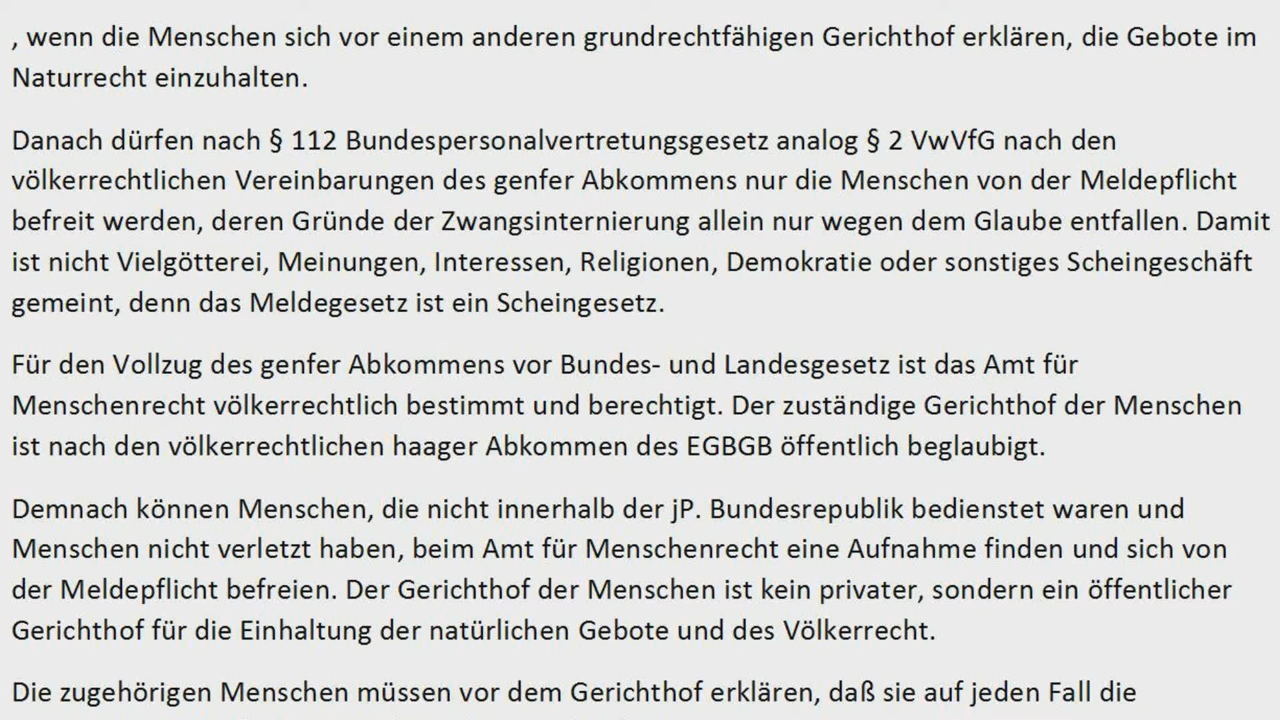 , wenn die Menschen sich vor einem anderen grundrechtfähigen Gerichthof erklären, die Gebote im
Naturrecht einzuhalten.
Danach dürfen nach § 112 Bundespersonalvertretungsgesetz analog § 2 VwVfG nach den
völkerrechtlichen Vereinbarungen des genfer Abkommens nur die Menschen von der Meldepflicht
befreit werden, deren Gründe der Zwangsinternierung allein nur wegen dem Glaube entfallen. Damit
ist nicht Vielgötterei, Meinungen, Interessen, Religionen, Demokratie oder sonstiges Scheingeschäft
gemeint, denn das Meldegesetz ist ein Scheingesetz.
Für den Vollzug des genfer Abkommens vor Bundes- und Landesgesetz ist das Amt für
Menschenrecht völkerrechtlich bestimmt und berechtigt. Der zuständige Gerichthof der Menschen
ist nach den völkerrechtlichen haager Abkommen des EGBGB öffentlich beglaubigt.
Demnach können Menschen, die nicht innerhalb der jP. Bundesrepublik bedienstet waren und
Menschen nicht verletzt haben, beim Amt für Menschenrecht eine Aufnahme finden und sich von
der Meldepflicht befreien. Der Gerichthof der Menschen ist kein privater, sondern ein öffentlicher
Gerichthof für die Einhaltung der natürlichen Gebote und des Völkerrecht.
Die zugehörigen Menschen müssen vor dem Gerichthof erklären, daß sie auf jeden Fall die